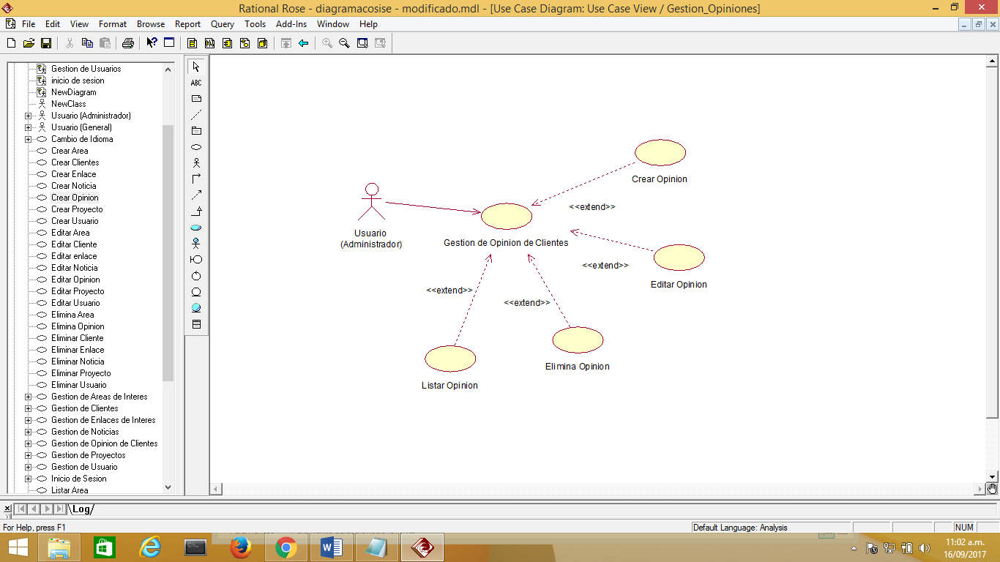 Rational Rose - diagramacosise - modificado.mdl - [Use Case Diagram: Use Case View / Gestion_Opiniones]
File Edit View Format Browse Report Query Tools Add-Ins Window Help
Gestion de Usuarios
inicio de sesion
NewDiagram
NewClass
Usuario (Administrador)
Usuario (General)
Cambio de Idioma
Crear Area
Crear Clientes
Crear Enlace
Crear Noticia
Crear Opinion
Crear Proyecto
Crear Usuario
Editar Area
Editar Cliente
Editar enlace
Editar Noticia
Editar Opinion
Editar Proyecto
Editar Usuario
Elimina Area
Elimina Opinion
Eliminar Cliente
Eliminar Enlace
Eliminar Noticia
Eliminar Proyecto
Eliminar Usuario
Gestion de Areas de Interes
Gestion de Clientes
Gestion de Enlaces de Interes
Gestion de Noticias
Gestion de Opinion de Clientes
Gestion de Proyectos
Gestion de Usuario
Inicio de Sesion
Listar Area
ABC
Crear Opinion
<<extend>>
Usuario
(Administrador)
Gestion de Opinion de Clientes
<<extend>>
Editar Opinion
<<extend>>
<<extend>>
Elimina Opinion
Listar Opinion
\Log/
For Help, press F1
Default Language: Analysis
NUM
11:02 a.m.
16/09/2017